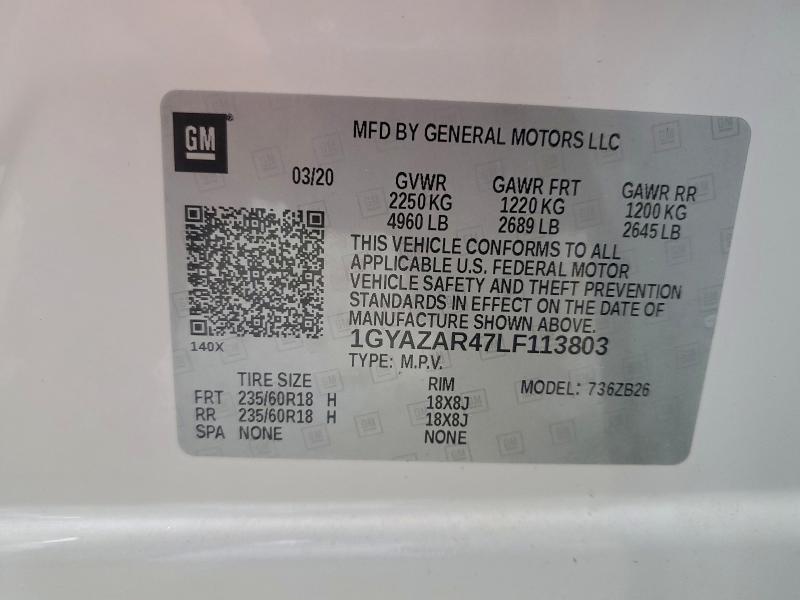 GM
MFD BY GENERAL MOTORS LLC
03/20 GVWR GAWR FRT GAWR RR
2250 KG 1220 KG 1200 KG
4960 LB 2689 LB 2645 LB
THIS VEHICLE CONFORMS TO ALL
APPLICABLE U.S. FEDERAL MOTOR
VEHICLE SAFETY AND THEFT PREVENTION
STANDARDS IN EFFECT ON THE DATE OF
MANUFACTURE SHOWN ABOVE.
140X 1GYAZAR47LF113803
TYPE: M.P.V.
TIRE SIZE RIM MODEL: 736ZB26
FRT 235/60R18 H 18X8J
RR 235/60R18 H 18X8J
SPA NONE NONE